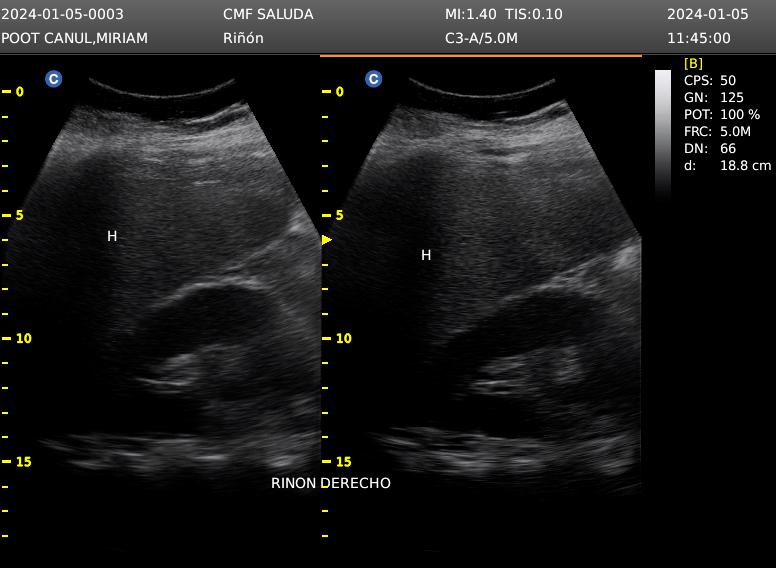 2024-01-05-0003 CMF SALUDA MI:1.40 TIS:0.10 2024-01-05
POOT CANUL,MIRIAM Riñón C3-A/5.0M 11:45:00
C C
[B]
0 0
CPS: 50
GN: 125
POT: 100 %
FRC: 5.0M
DN: 66
d: 18.8 cm
5 5
H
H
10 10
15 15
RINON DERECHO